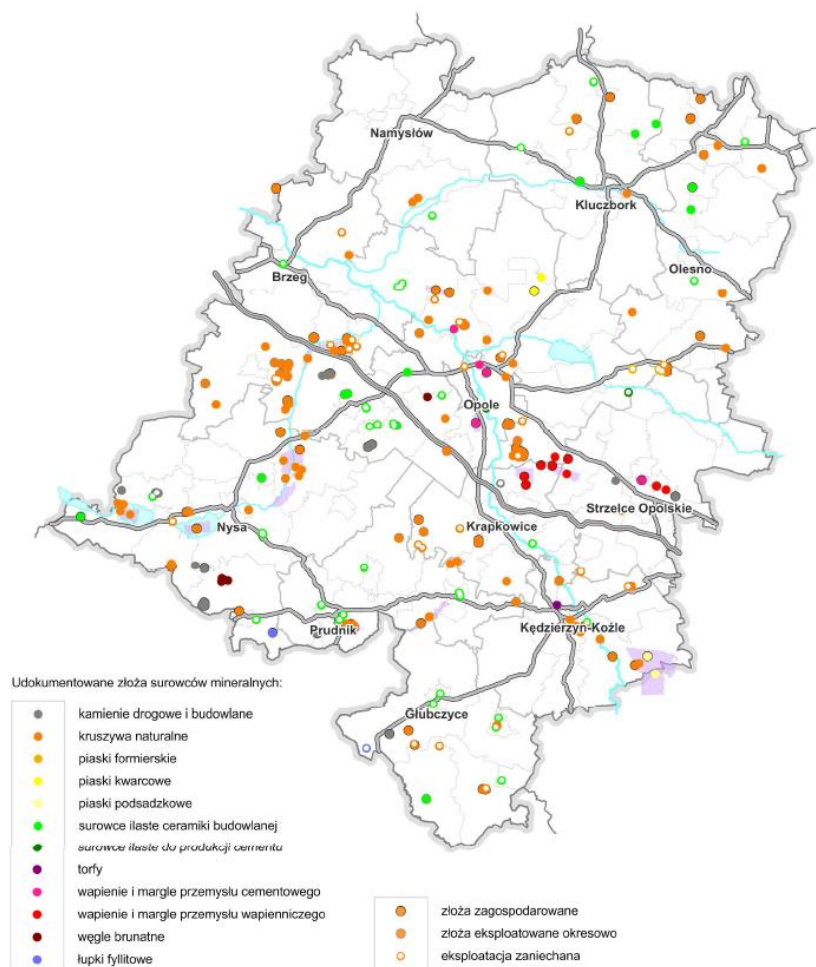 Namysłów
Kluczbork
Brzeg
Olesno
Opole
Strzelce Opolskie
Nysa
Krapkowice
Prudnik
Kędzierzyn-Koźle
Głubczyce
Udokumentowane złoża surowców mineralnych:
kamienie drogowe i budowlane
kruszywa naturalne
piaski formierskie
piaski kwarcowe
piaski podsadzkowe
surowce ilaste ceramiki budowlanej
surowce ilaste do produkcji cementu
torfy
wapienie i margle przemysłu cementowego
wapienie i margle przemysłu wapienniczego
węgle brunatne
łupki fyllitowe
złoża zagospodarowane
złoża eksploatowane okresowo
eksploatacja zaniechana